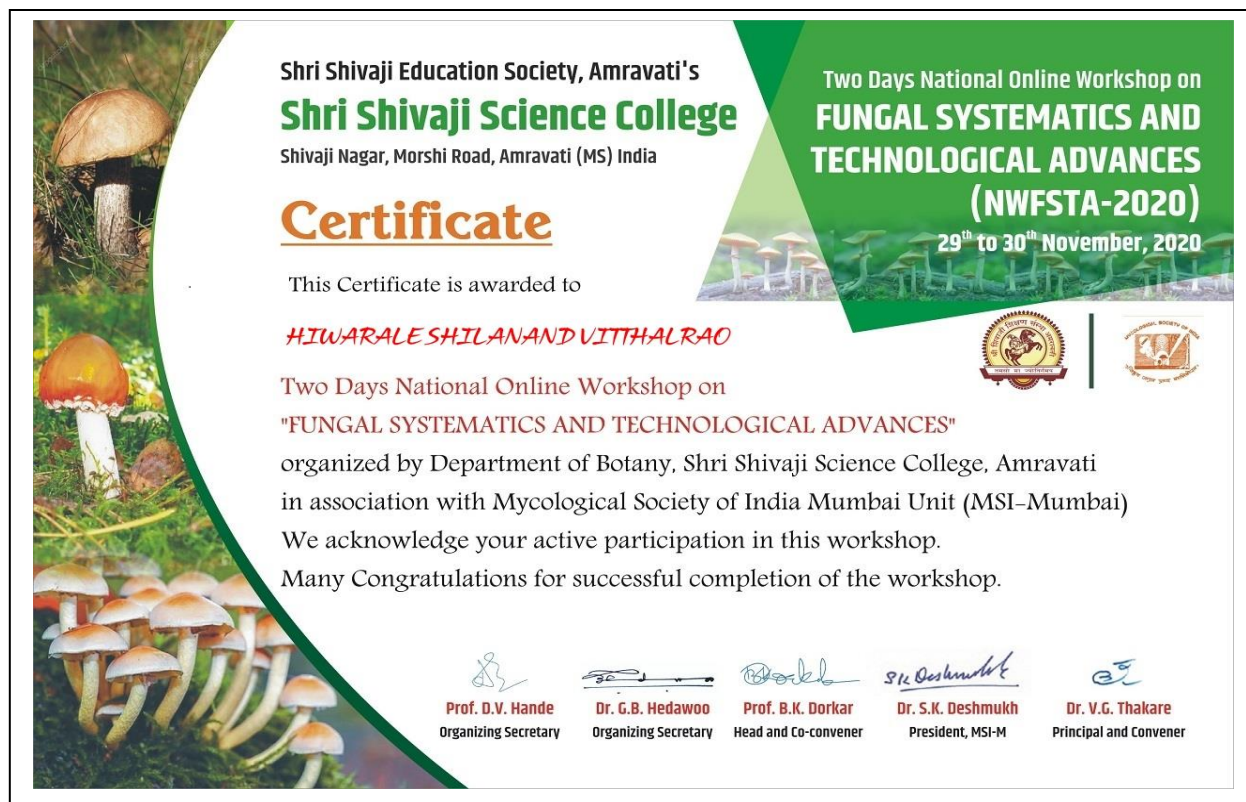 Shri Shivaji Education Society, Amravati's
Shri Shivaji Science College
Shivaji Nagar, Morshi Road, Amravati (MS) India
Two Days National Online Workshop on
FUNGAL SYSTEMATICS AND
TECHNOLOGICAL ADVANCES
(NWFSTA-2020)
29th to 30th November, 2020
Certificate
This Certificate is awarded to
HIWARALE SHILANAND VITTHALRAO
MYCOLOGICAL SOCIETY OF INDIA
Two Days National Online Workshop on
"FUNGAL SYSTEMATICS AND TECHNOLOGICAL ADVANCES"
organized by Department of Botany, Shri Shivaji Science College, Amravati
in association with Mycological Society of India Mumbai Unit (MSI-Mumbai)
We acknowledge your active participation in this workshop.
Many Congratulations for successful completion of the workshop.
SK Deshmukh
Prof. D.V. Hande Dr. G.B. Hedawoo Prof. B.K. Dorkar Dr. S.K. Deshmukh Dr. V.G. Thakare
Organizing Secretary Organizing Secretary Head and Co-convener President, MSI-M Principal and Convener